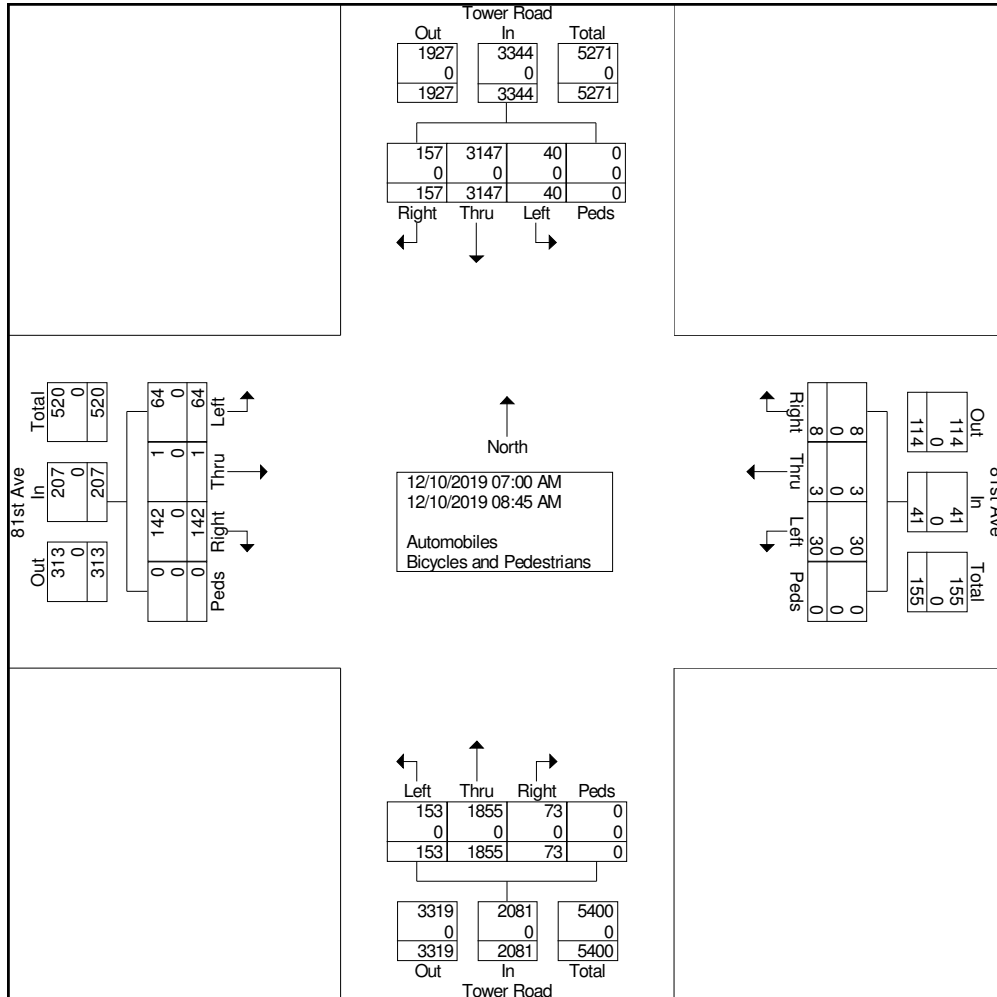 Tower Road
Out In Total
1927 3344 5271
0 0 0
1927 3344 5271
157 3147 40 0
0 0 0 0
157 3147 40 0
Right Thru Left Peds
81st Ave
Total In Out
520 207 313
0 0 0
520 207 313
Left Thru Right Peds
64 1 142 0
0 0 0 0
64 1 142 0
North
12/10/2019 07:00 AM
12/10/2019 08:45 AM
Automobiles
Bicycles and Pedestrians
Right Thru Left Peds
8 3 30 0
0 0 0 0
8 3 30 0
Out In Total
114 41 155
0 0 0
114 41 155
81st Ave
Left Thru Right Peds
153 1855 73 0
0 0 0 0
153 1855 73 0
3319 2081 5400
0 0 0
3319 2081 5400
Out In Total
Tower Road